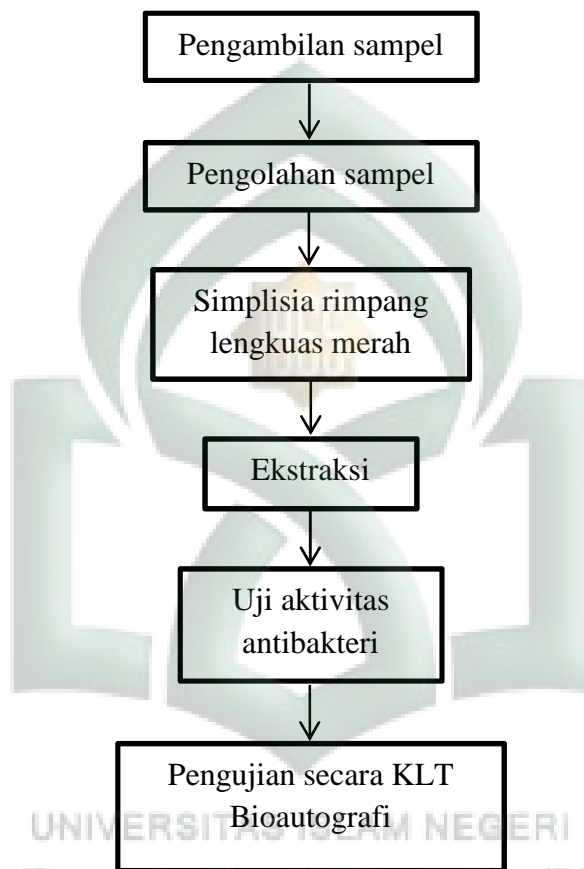 Pengambilan sampel
Pengolahan sampel
Simplisia rimpang
lengkuas merah
Ekstraksi
Uji aktivitas
antibakteri
Pengujian secara KLT
Bioautografi
UNIVERSITAS ISLAM NEGERI